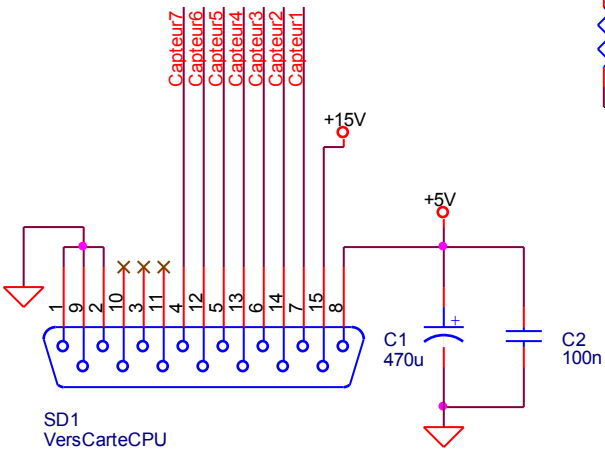 Capteur7
Capteur6
Capteur5
Capteur4
Capteur3
Capteur2
Capteur1
+15V
+5V
1
9
2
10
3
11
4
12
5
13
6
14
7
15
8
+
C1
470u
C2
100n
SD1
VersCarteCPU